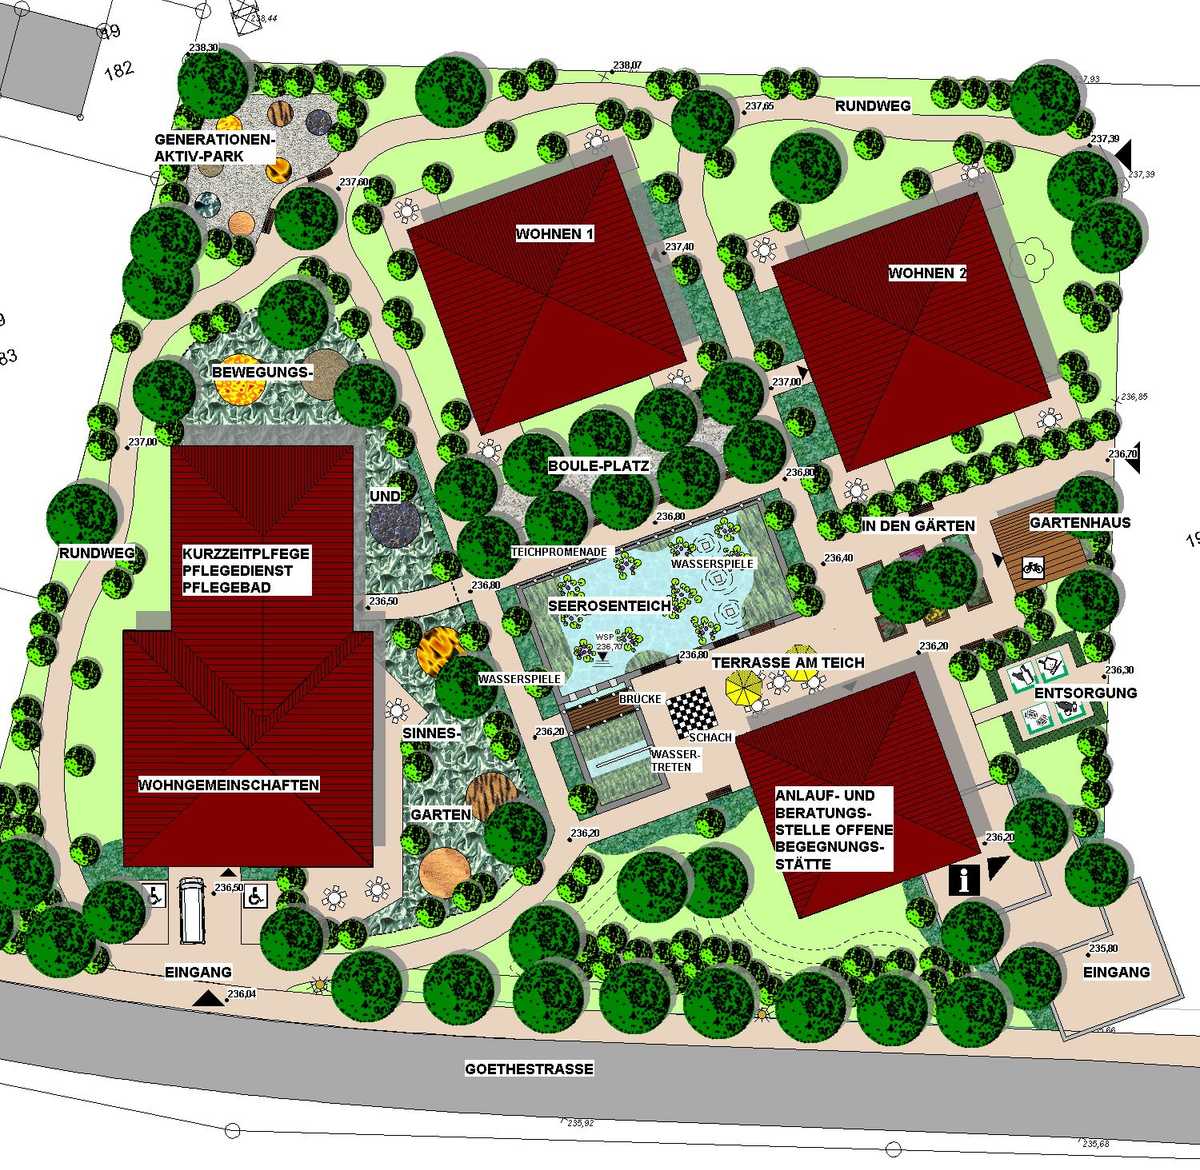 19
182
238,44
238,30
238,07
237,93
237,65
RUNDWEG
237,39
237,39
GENERATIONEN-
AKTIV-PARK
237,60
WOHNEN 1
237,40
WOHNEN 2
9
83
BEWEGUNGS-
237,00
236,85
237,00
BOULE-PLATZ
236,80
236,70
UND
236,80
IN DEN GÄRTEN
GARTENHAUS
RUNDWEG
KURZZEITPLFEGE
PFLEGEDIENST
PFLEGEBAD
TEICHPROMENADE
WASSERSPIELE
236,40
236,80
236,50
SEEROSENTEICH
WSP
236,70
236,80
TERRASSE AM TEICH
236,20
236,30
ENTSORGUNG
WASSERSPIELE
BRÜCKE
SCHACH
SINNES-
236,20
WASSER-
TRETEN
WOHNGEMEINSCHAFTEN
GARTEN
236,20
ANLAUF- UND
BERATUNGS-
STELLE OFFENE
BEGEGNUNGS-
STÄTTE
236,20
i
236,50
EINGANG
236,04
235,80
EINGANG
GOETHESTRASSE
235,92
235,68